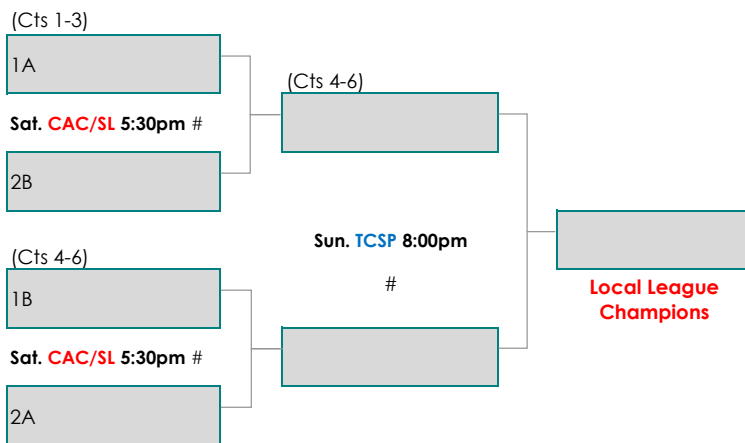 (Cts 1-3)
1A
Sat. CAC/SL 5:30pm #
2B
(Cts 4-6)
1B
Sat. CAC/SL 5:30pm #
2A
(Cts 4-6)
Sun. TCSP 8:00pm
#
Local League
Champions